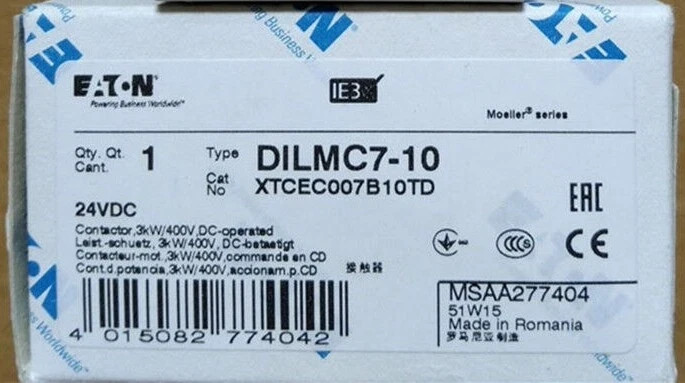 EATON
Powering Business Worldwide™
IE3
Moeller® series
Qty. Qt. Cant. 1
Type DILMC7-10
Cat No XTCEC007B10TD
24VDC
Contactor,3kW/400V,DC-operated
Leist.-schuetz, 3kW/400V, DC-betaetigt
Contacteur-mot.,3kW/400V,commande en CD
Cont.d.potencia,3kW/400V,accionam.p.CD 接触器
EAC
CCC S
CE
4 015082 774042
MSAA277404
51W15
Made in Romania
罗马尼亚制造